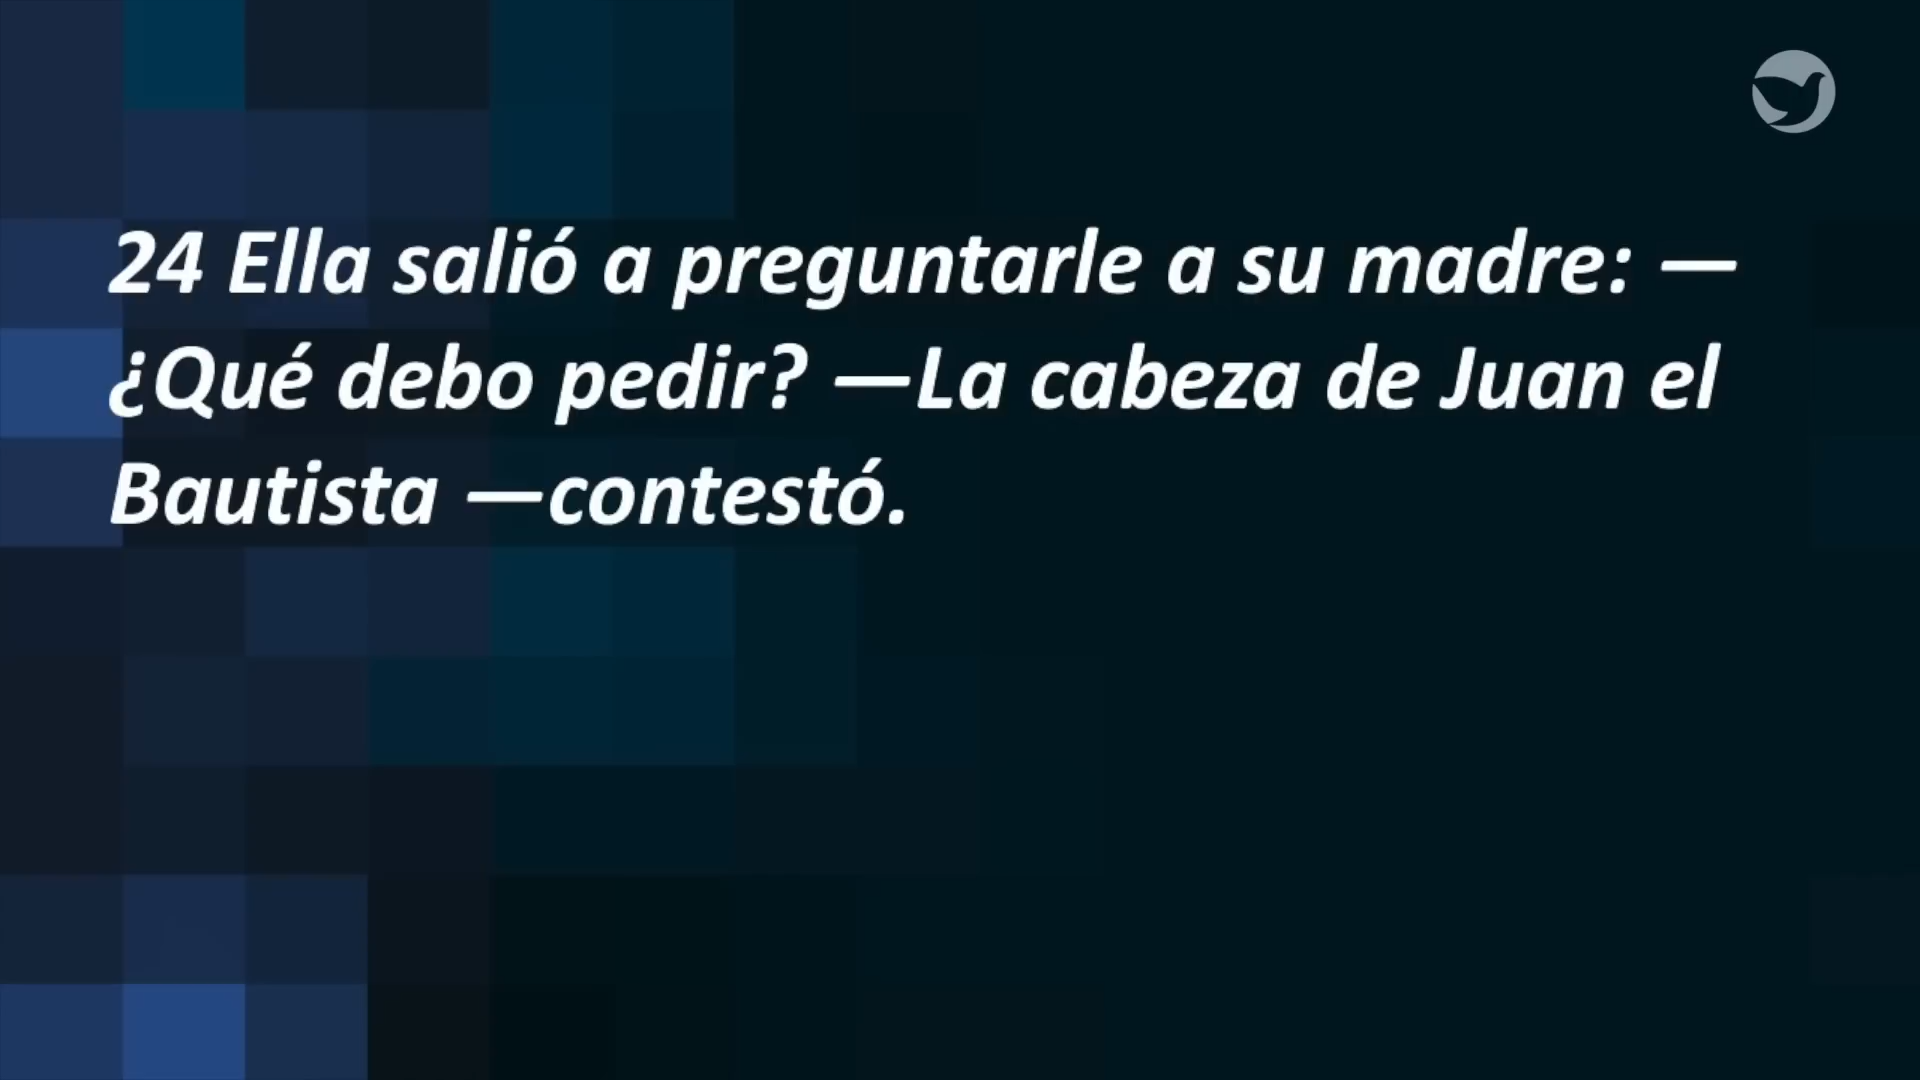 24 Ella salió a preguntarle a su madre: —
¿Qué debo pedir? —La cabeza de Juan el
Bautista —contestó.